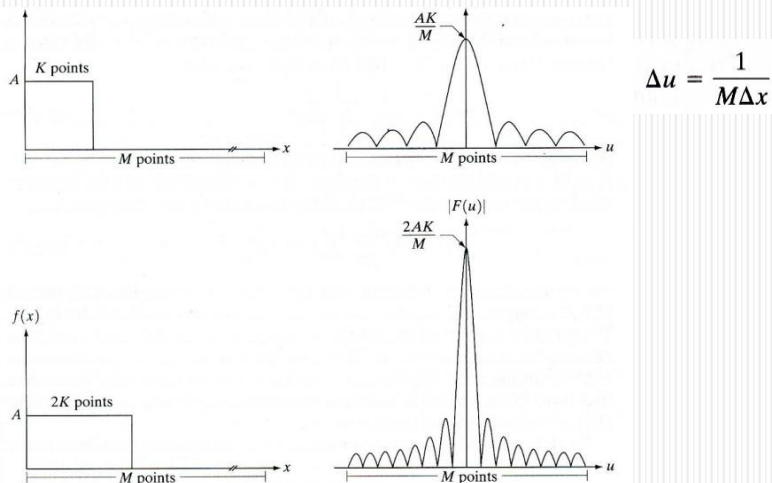 AK/M
K points
A
x
M points
u
M points
Δu = 1/(MΔx)
|F(u)|
2AK/M
f(x)
2K points
A
x
M points
u
M points